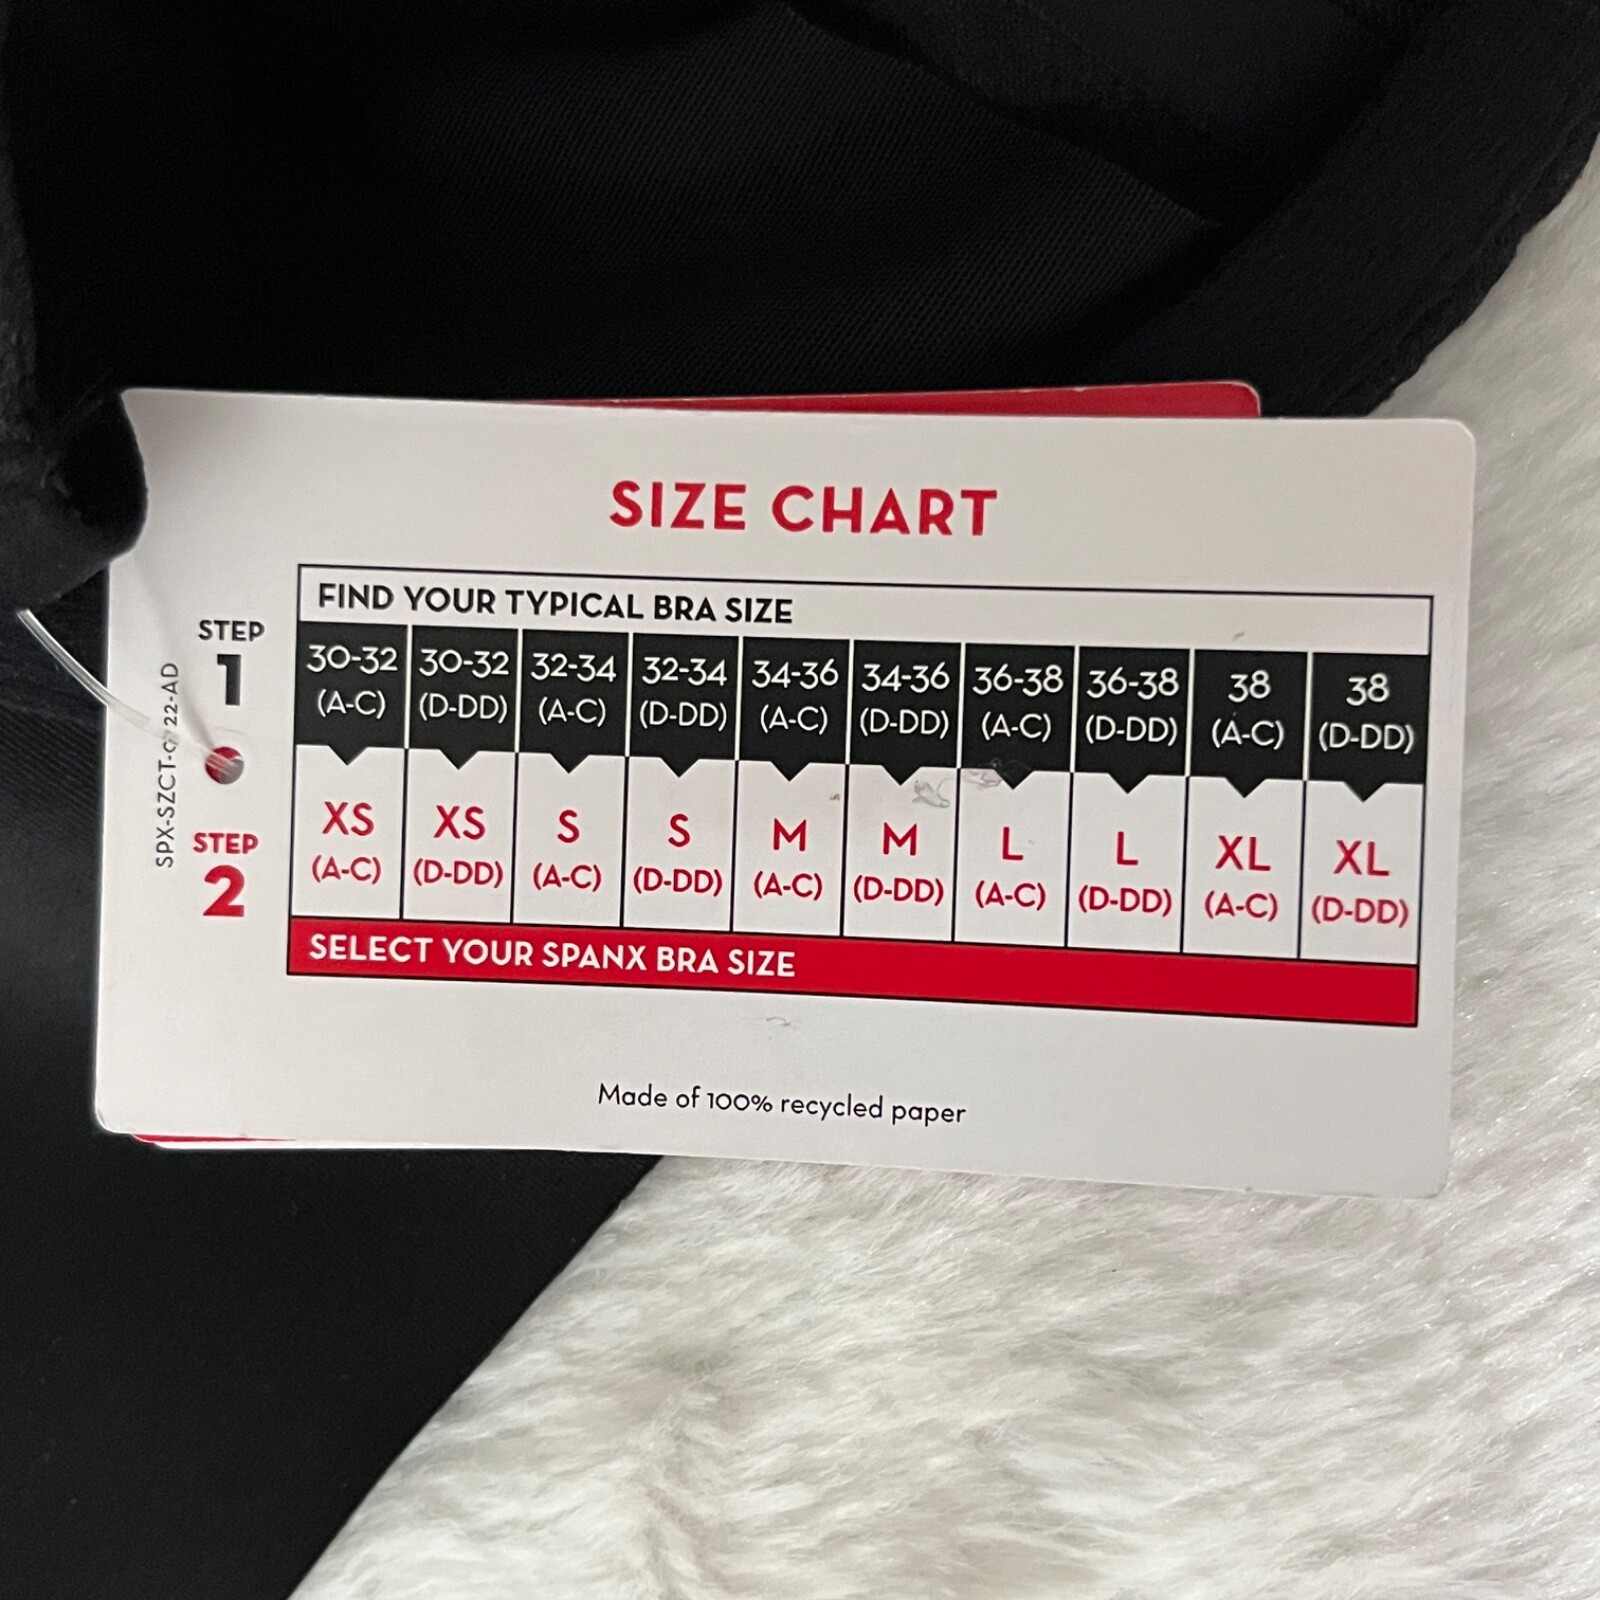 SIZE CHART
STEP
1
FIND YOUR TYPICAL BRA SIZE
30-32 30-32 32-34 32-34 34-36 34-36 36-38 36-38 38 38
(A-C) (D-DD) (A-C) (D-DD) (A-C) (D-DD) (A-C) (D-DD) (A-C) (D-DD)
STEP
2
XS XS S S M M L L XL XL
(A-C) (D-DD) (A-C) (D-DD) (A-C) (D-DD) (A-C) (D-DD) (A-C) (D-DD)
SELECT YOUR SPANX BRA SIZE
Made of 100% recycled paper